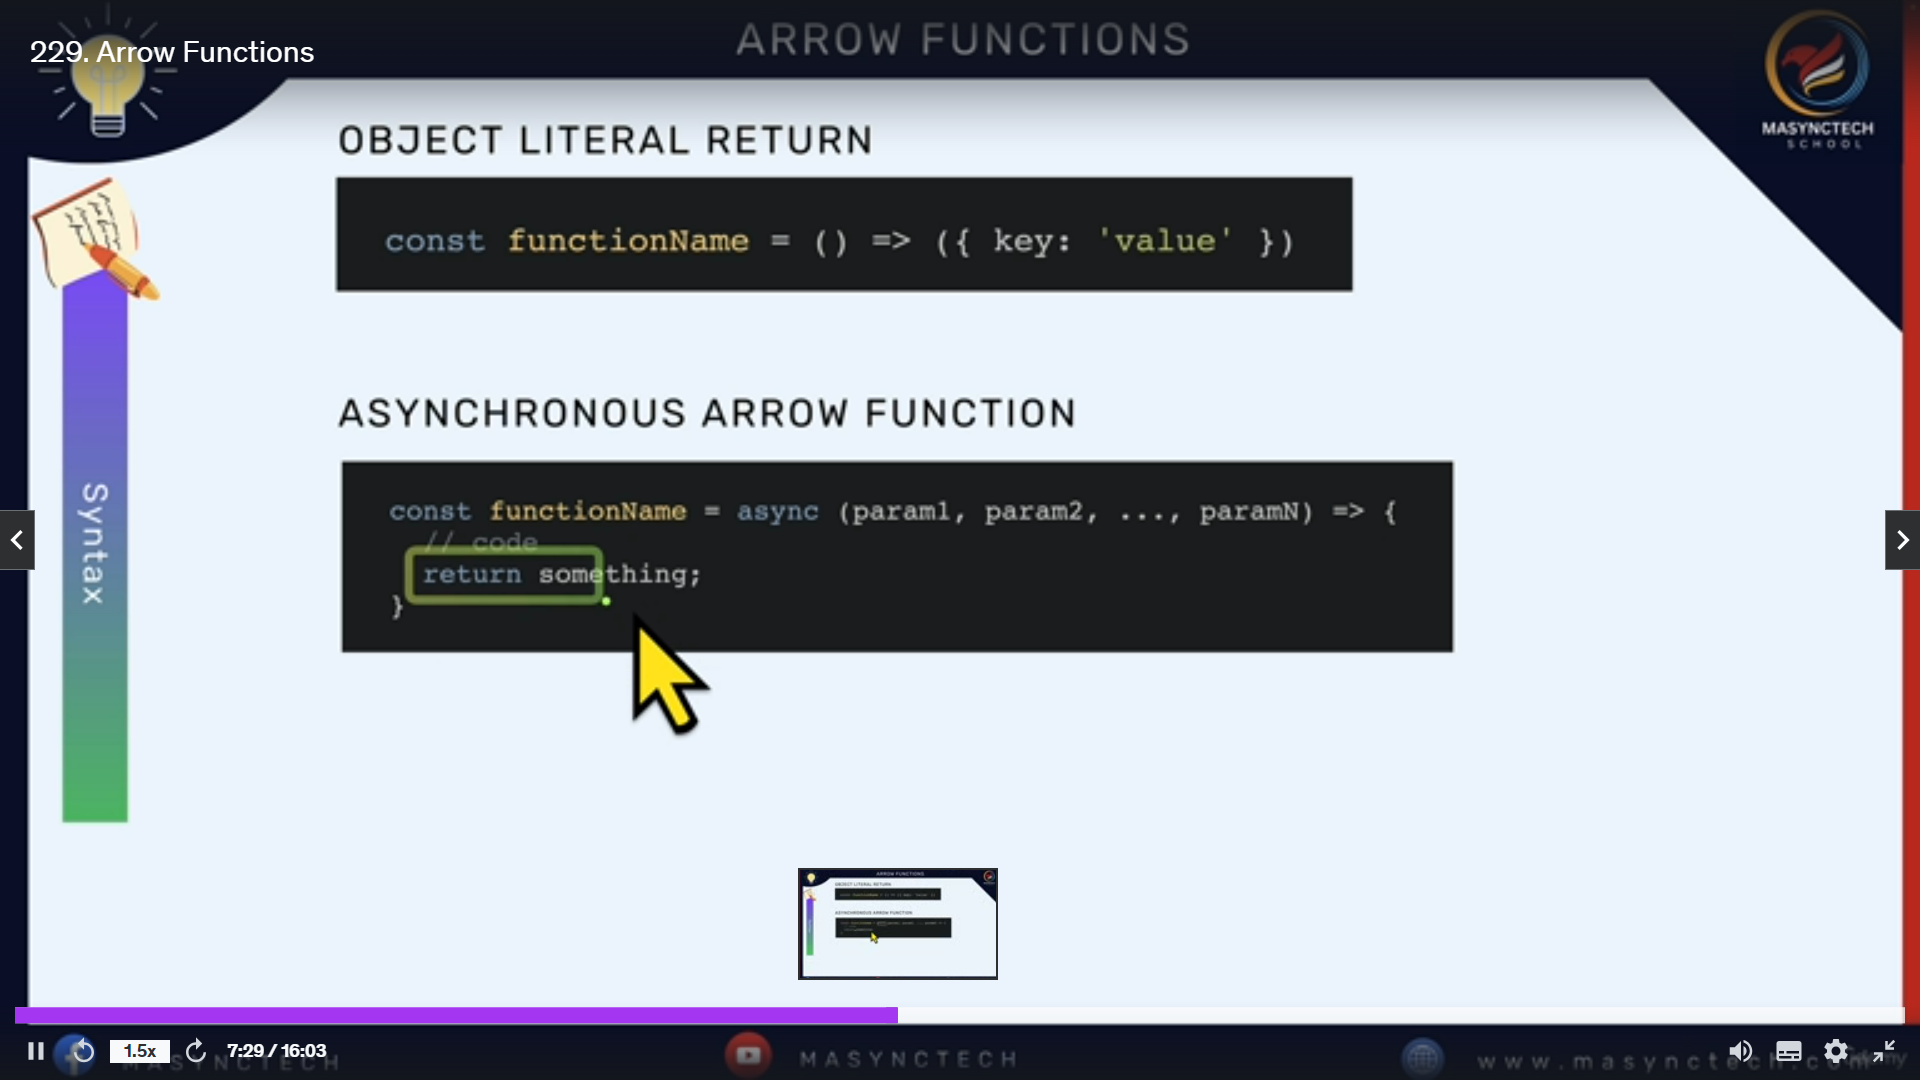 ARROW FUNCTIONS
229. Arrow Functions
MASYNCTECH
SCHOOL
OBJECT LITERAL RETURN
const functionName = () => ({ key: 'value' })
ASYNCHRONOUS ARROW FUNCTION
const functionName = async (param1, param2, ..., paramN) => {
// code
return something;
}
Syntax
1.5x
7:29 / 16:03
MASYNCTECH
MASYNCTECH
www.masynctech.com